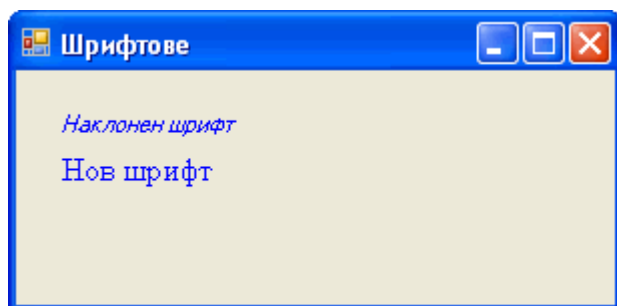 Шрифтове
Наклонен шрифт
Нов шрифт